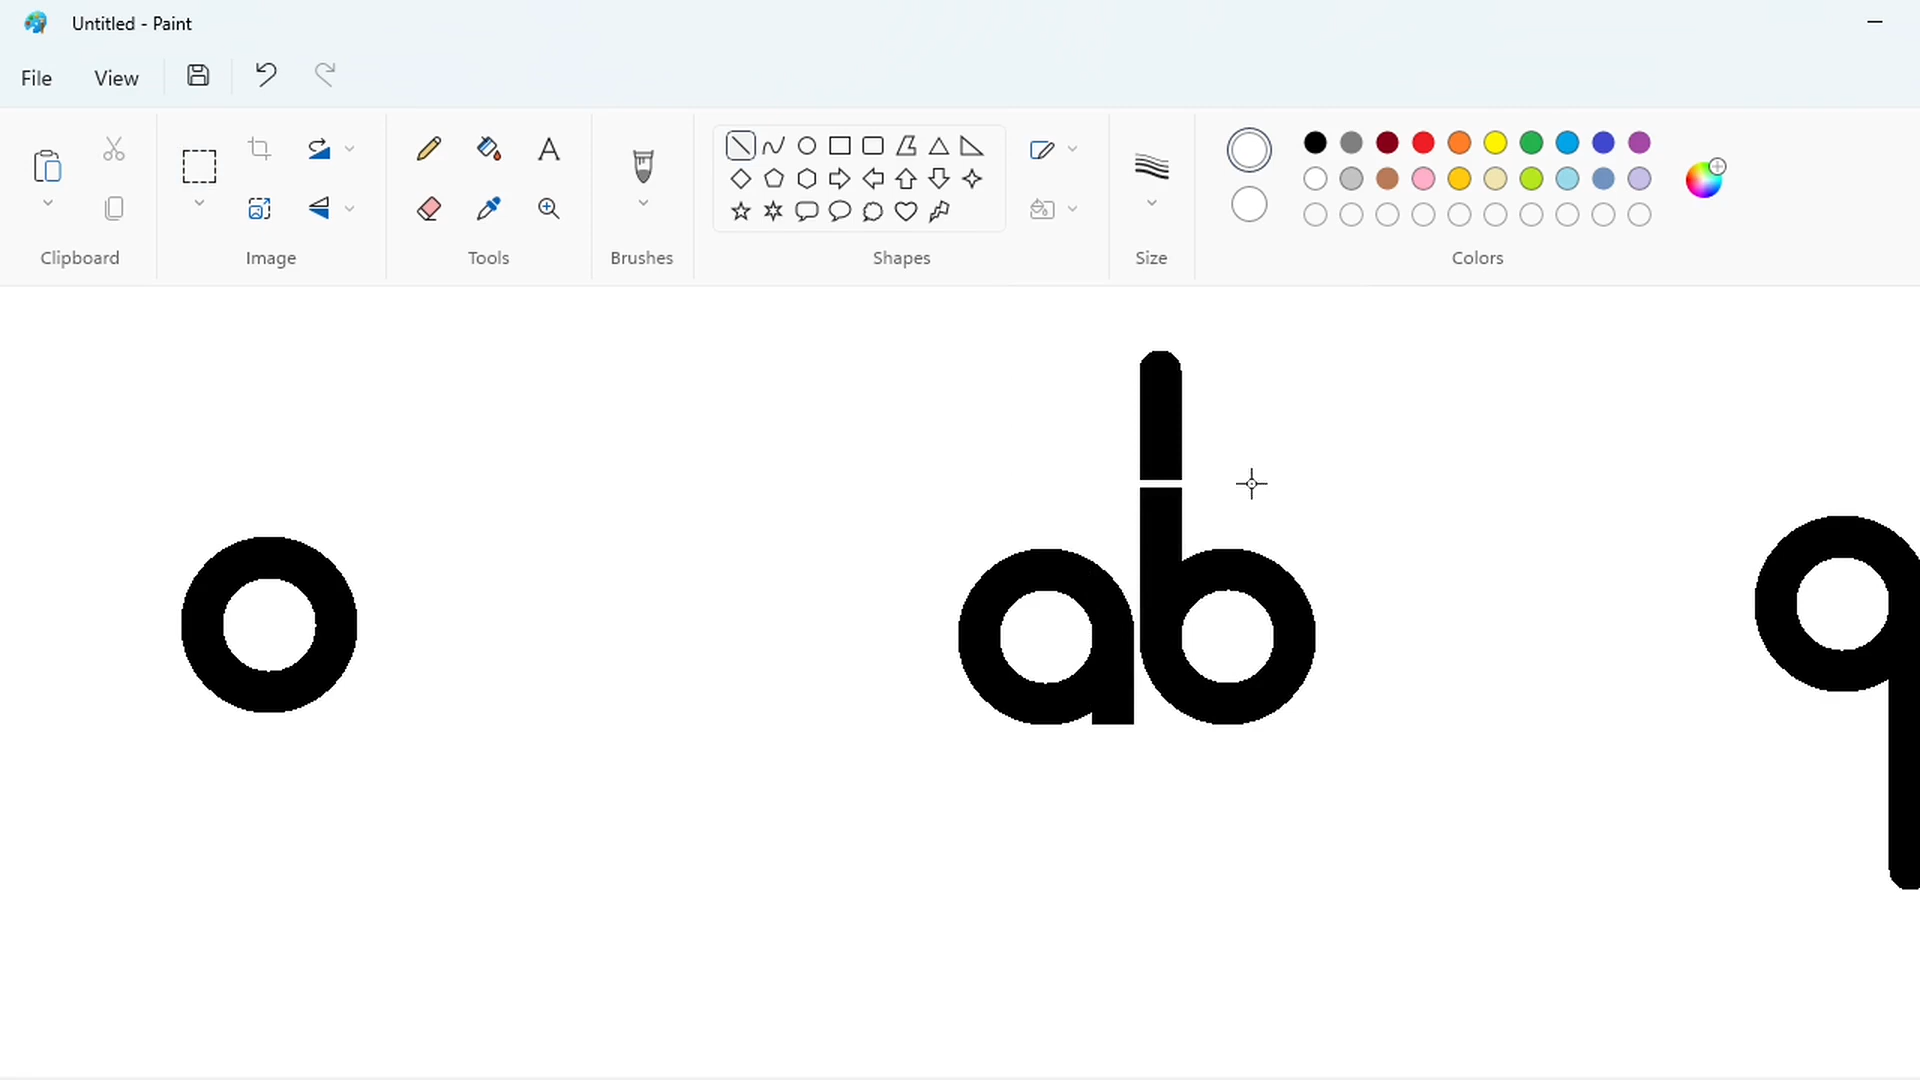 Untitled - Paint
File View
Clipboard Image Tools Brushes Shapes Size Colors
o ab q